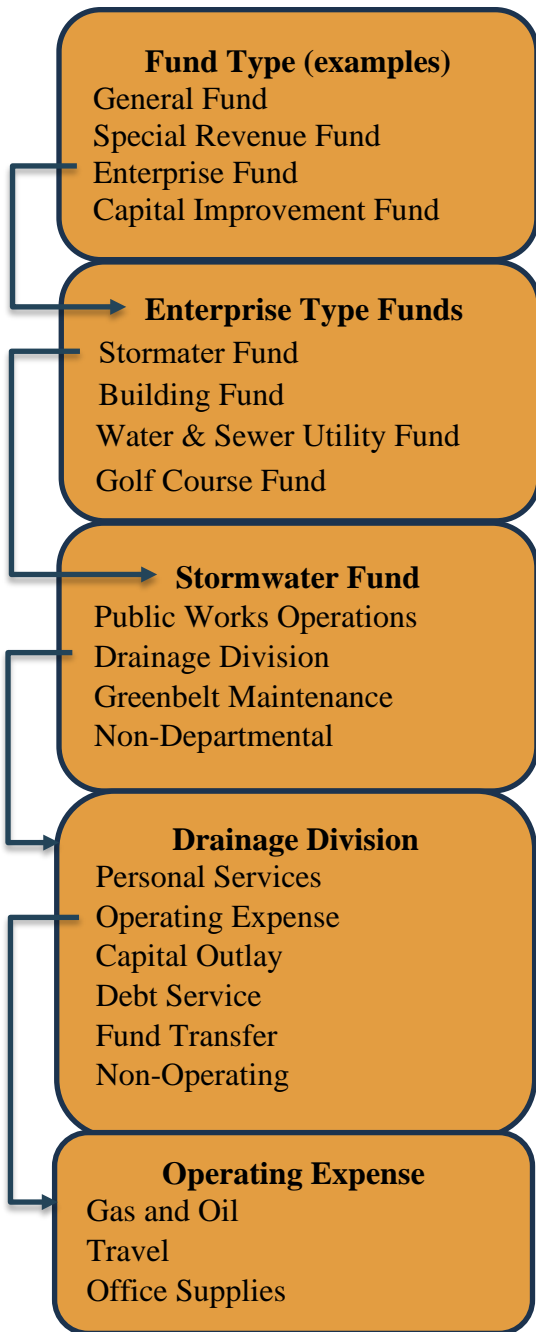 Fund Type (examples)
General Fund
Special Revenue Fund
Enterprise Fund
Capital Improvement Fund
Enterprise Type Funds
Stormater Fund
Building Fund
Water & Sewer Utility Fund
Golf Course Fund
Stormwater Fund
Public Works Operations
Drainage Division
Greenbelt Maintenance
Non-Departmental
Drainage Division
Personal Services
Operating Expense
Capital Outlay
Debt Service
Fund Transfer
Non-Operating
Operating Expense
Gas and Oil
Travel
Office Supplies